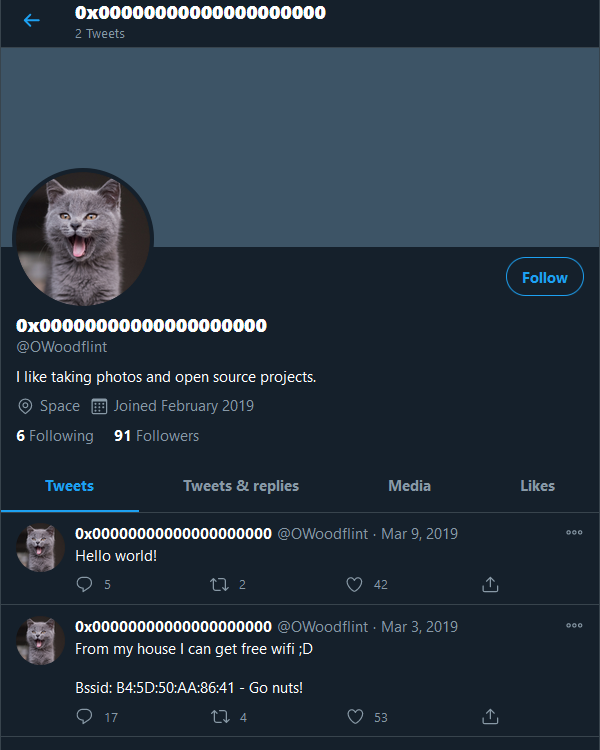 0x00000000000000000000
2 Tweets
Follow
0x00000000000000000000
@OWoodflint
I like taking photos and open source projects.
Space Joined February 2019
6 Following 91 Followers
Tweets Tweets & replies Media Likes
0x00000000000000000000 @OWoodflint · Mar 9, 2019
Hello world!
5 2 42
0x00000000000000000000 @OWoodflint · Mar 3, 2019
From my house I can get free wifi ;D
Bssid: B4:5D:50:AA:86:41 - Go nuts!
17 4 53